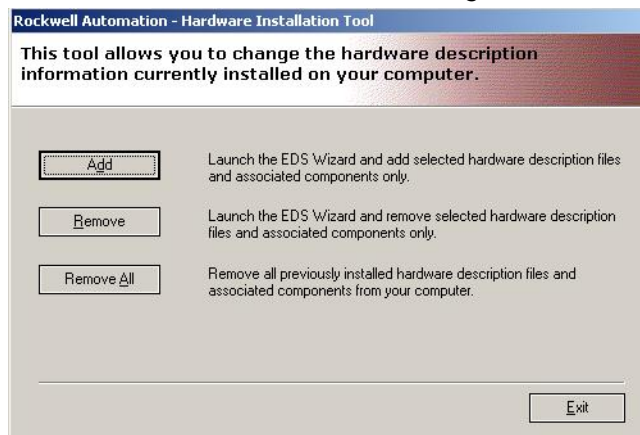 Rockwell Automation - Hardware Installation Tool
This tool allows you to change the hardware description
information currently installed on your computer.
Add
Launch the EDS Wizard and add selected hardware description files
and associated components only.
Remove
Launch the EDS Wizard and remove selected hardware description
files and associated components only.
Remove All
Remove all previously installed hardware description files and
associated components from your computer.
Exit